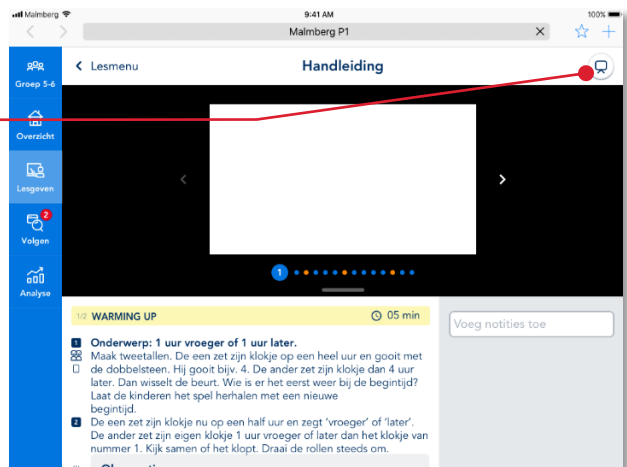 Malmberg
9:41 AM
100%
Malmberg P1
Groep 5-6
Lesmenu
Handleiding
Overzicht
Lesgeven
2
Volgen
Analyse
1
1/2 WARMING UP
05 min
Voeg notities toe
1 Onderwerp: 1 uur vroeger of 1 uur later.
Maak tweetallen. De een zet zijn klokje op een heel uur en gooit met
de dobbelsteen. Hij gooit bijv. 4. De ander zet zijn klokje dan 4 uur
later. Dan wisselt de beurt. Wie is er het eerst weer bij de begintijd?
Laat de kinderen het spel herhalen met een nieuwe
begintijd.
2 De een zet zijn klokje nu op een half uur en zegt ‘vroeger’ of ‘later’.
De ander zet zijn eigen klokje 1 uur vroeger of later dan het klokje van
nummer 1. Kijk samen of het klopt. Draai de rollen steeds om.